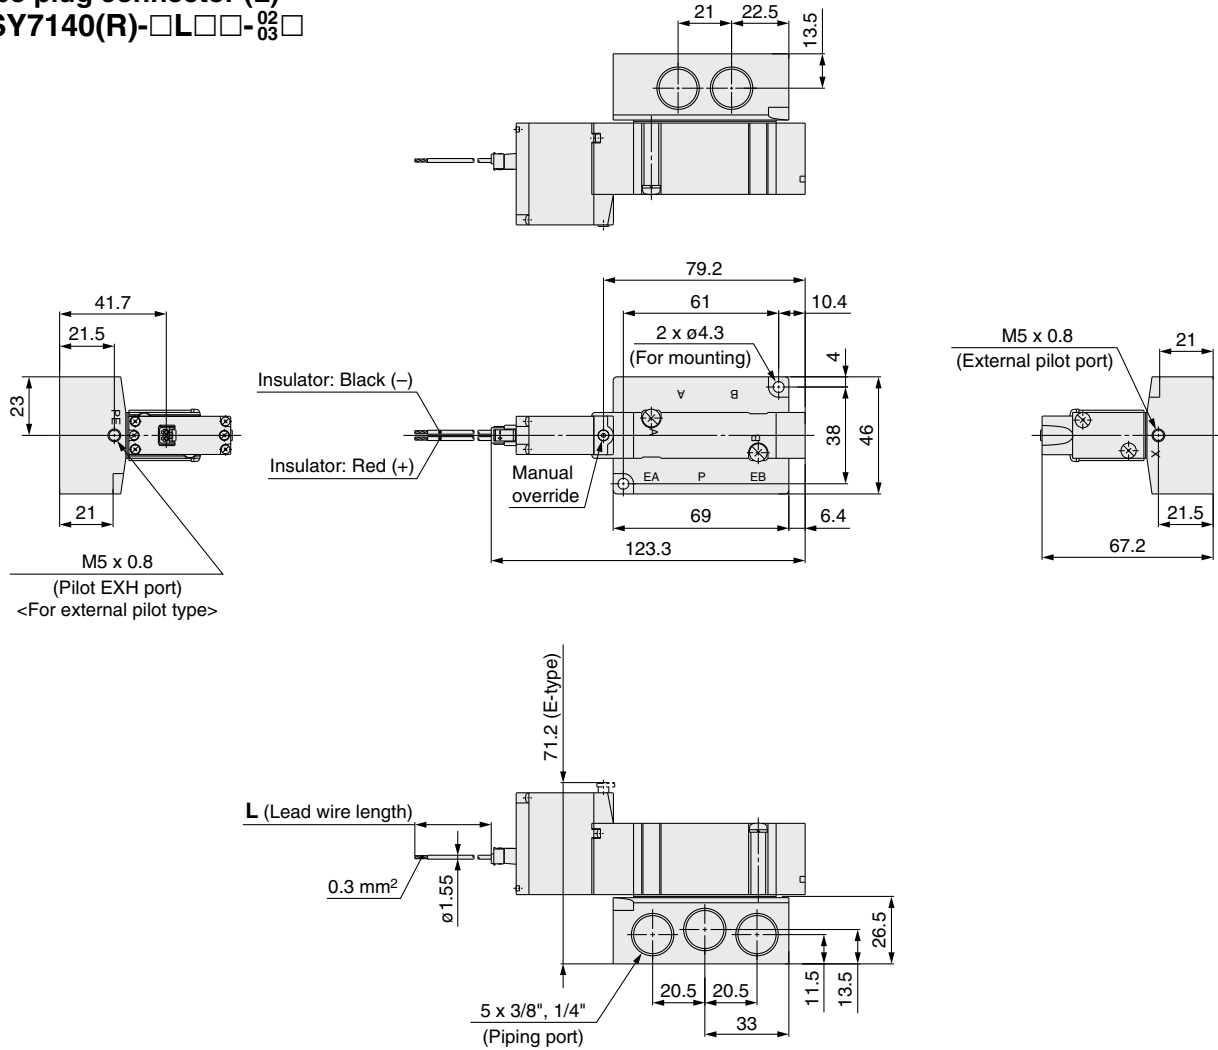 plug connector (L)
SY7140(R)-□L□□-02 03□
21
22.5
13.5
79.2
61
10.4
2 x ø4.3
(For mounting)
4
38
46
Insulator: Black (–)
Insulator: Red (+)
Manual
override
A
B
A
B
EA
P
EB
69
6.4
123.3
41.7
21.5
23
PE
21
M5 x 0.8
(Pilot EXH port)
<For external pilot type>
M5 x 0.8
(External pilot port)
21
X
21.5
67.2
71.2 (E-type)
L (Lead wire length)
0.3 mm²
ø1.55
26.5
11.5
13.5
20.5
20.5
33
5 x 3/8", 1/4"
(Piping port)